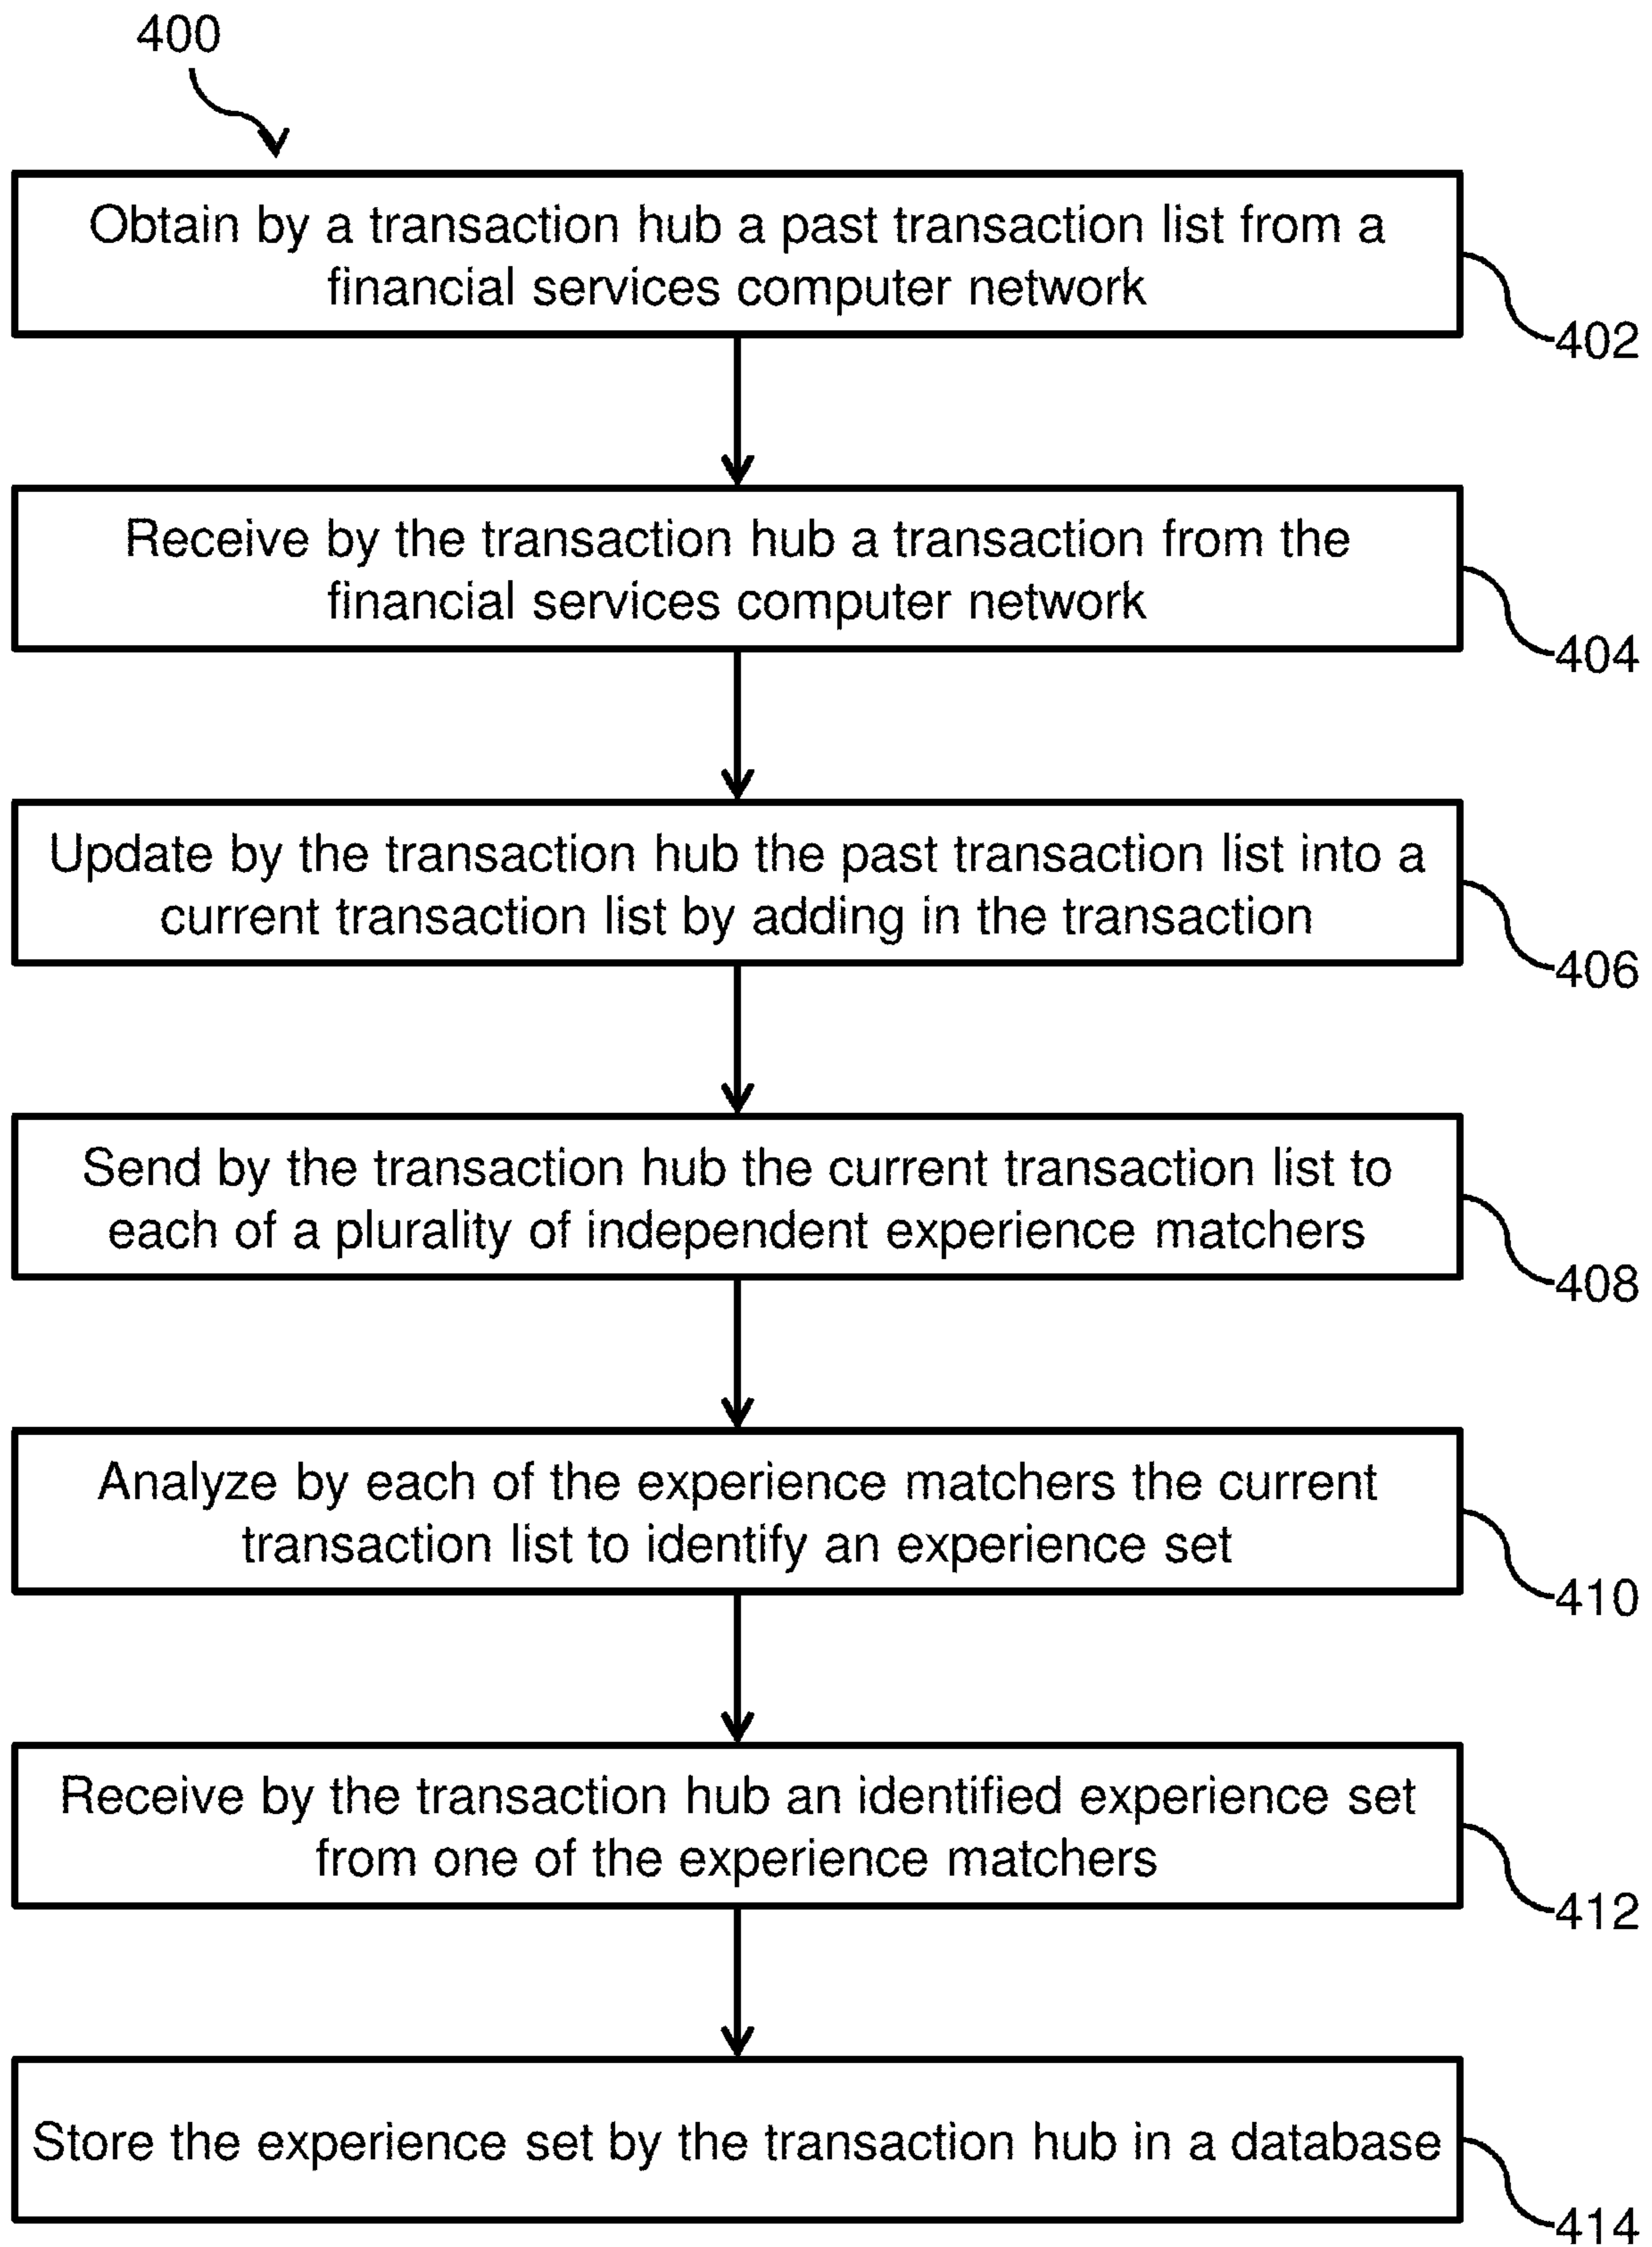 400
Obtain by a transaction hub a past transaction list from a
financial services computer network
402
Receive by the transaction hub a transaction from the
financial services computer network
404
Update by the transaction hub the past transaction list into a
current transaction list by adding in the transaction
406
Send by the transaction hub the current transaction list to
each of a plurality of independent experience matchers
408
Analyze by each of the experience matchers the current
transaction list to identify an experience set
410
Receive by the transaction hub an identified experience set
from one of the experience matchers
412
Store the experience set by the transaction hub in a database
414